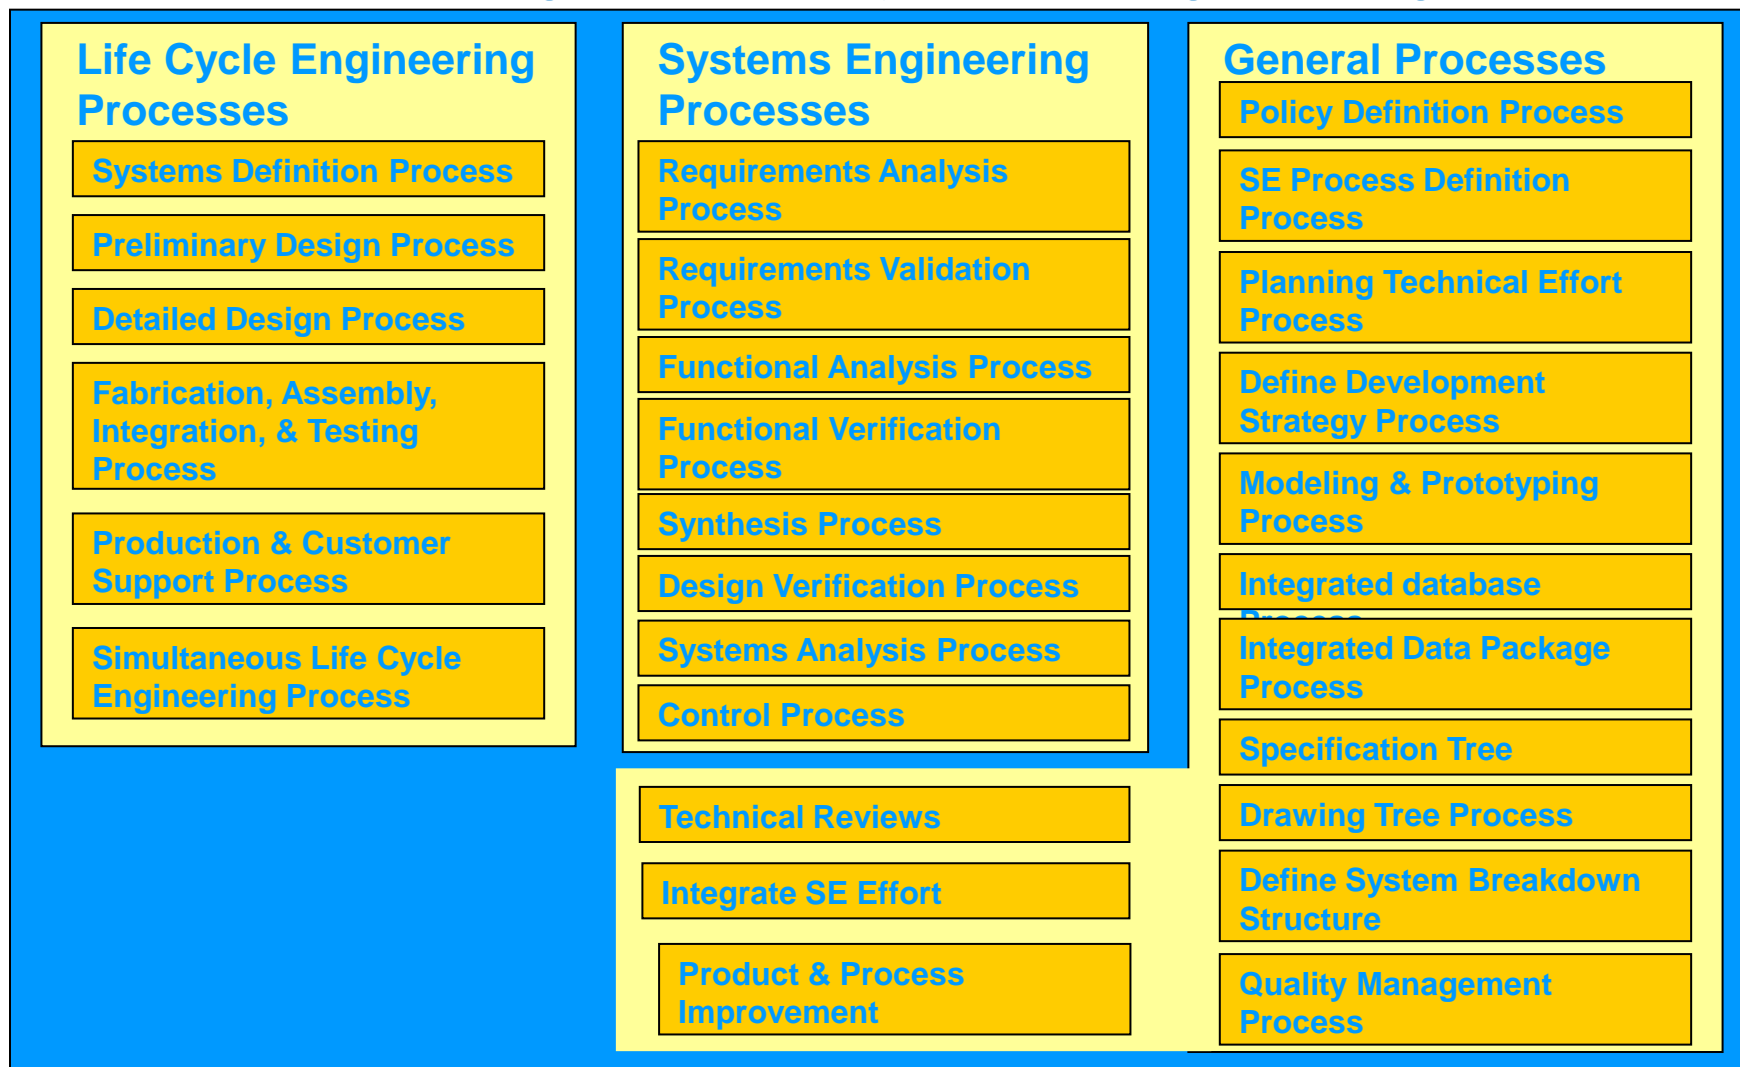 Life Cycle Engineering
Processes
Systems Definition Process
Preliminary Design Process
Detailed Design Process
Fabrication, Assembly,
Integration, & Testing
Process
Production & Customer
Support Process
Simultaneous Life Cycle
Engineering Process
Systems Engineering
Processes
Requirements Analysis
Process
Requirements Validation
Process
Functional Analysis Process
Functional Verification
Process
Synthesis Process
Design Verification Process
Systems Analysis Process
Control Process
Technical Reviews
Integrate SE Effort
Product & Process
Improvement
General Processes
Policy Definition Process
SE Process Definition
Process
Planning Technical Effort
Process
Define Development
Strategy Process
Modeling & Prototyping
Process
Integrated database
Process
Integrated Data Package
Process
Specification Tree
Drawing Tree Process
Define System Breakdown
Structure
Quality Management
Process